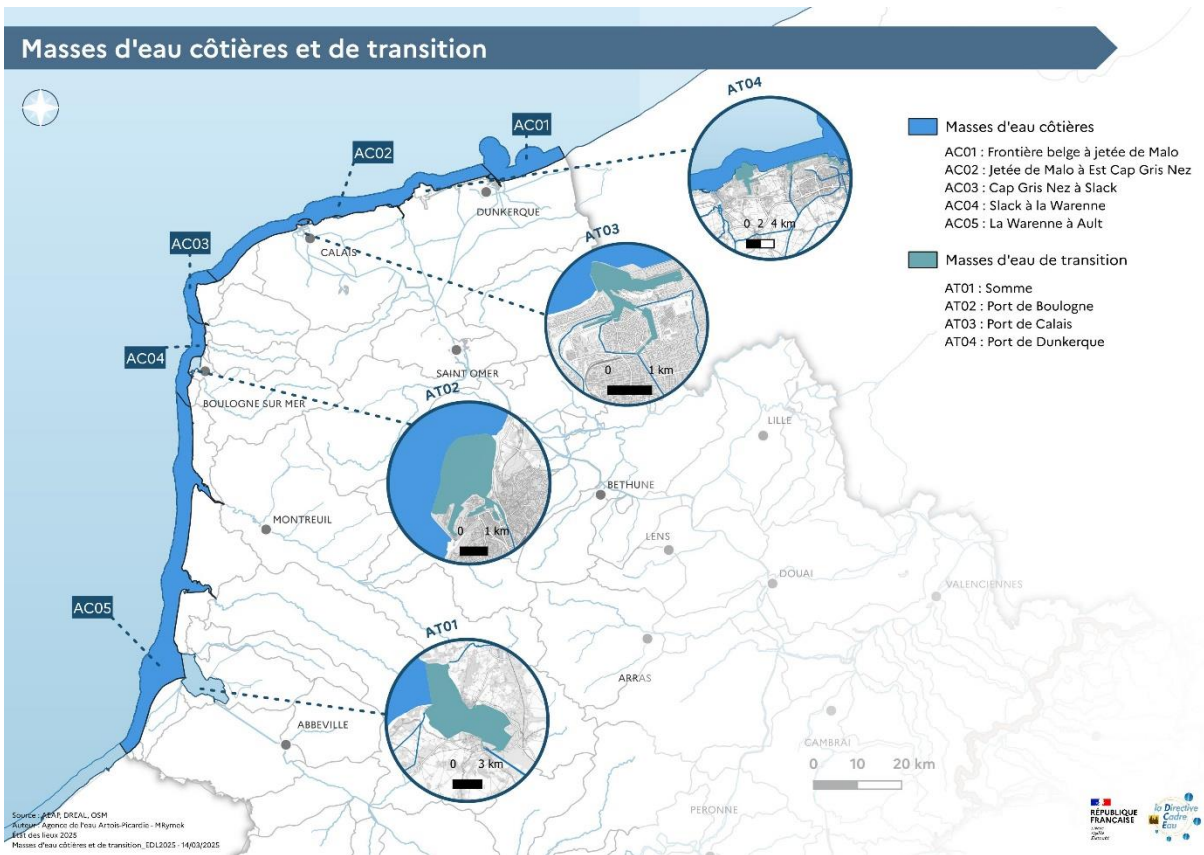 Masses d'eau côtières et de transition
AT04
AC01
AC02
DUNKERQUE
0 2 4 km
Masses d'eau côtières
AC01 : Frontière belge à jetée de Malo
AC02 : Jetée de Malo à Est Cap Gris Nez
AC03 : Cap Gris Nez à Slack
AC04 : Slack à la Warenne
AC05 : La Warenne à Ault
Masses d'eau de transition
AT01 : Somme
AT02 : Port de Boulogne
AT03 : Port de Calais
AT04 : Port de Dunkerque
AC03
CALAIS
AT03
0 1 km
AC04
SAINT OMER
BOULOGNE SUR MER
AT02
0 1 km
LILLE
BETHUNE
MONTREUIL
LENS
DOUAI
VALENCIENNES
AC05
AT01
0 3 km
ARRAS
ABBEVILLE
CAMBRAI
0 10 20 km
PERONNE
Source : AEAP, DREAL, OSM
Auteur : Agence de l'eau Artois-Picardie - MRymek
État des lieux 2025
Masses d'eau côtières et de transition_EDL2025 - 14/03/2025
RÉPUBLIQUE
FRANÇAISE
Liberté
Égalité
Fraternité
la Directive
Cadre
Eau